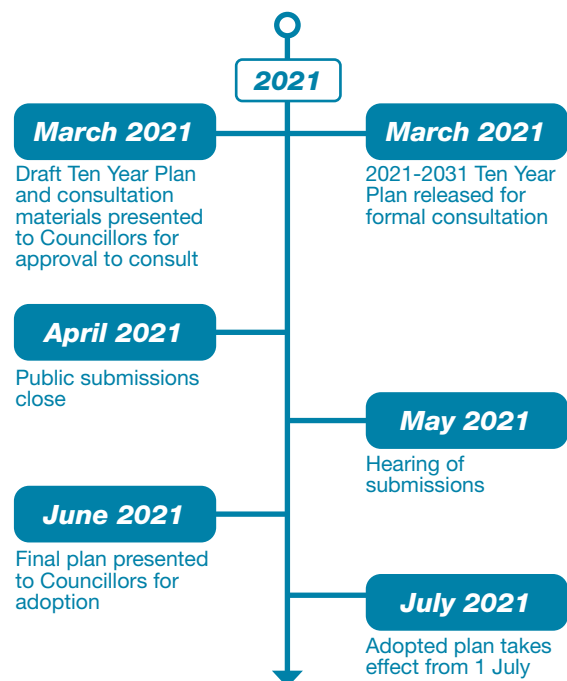 2021
March 2021
Draft Ten Year Plan
and consultation
materials presented
to Councillors for
approval to consult
March 2021
2021-2031 Ten Year
Plan released for
formal consultation
April 2021
Public submissions
close
May 2021
Hearing of
submissions
June 2021
Final plan presented
to Councillors for
adoption
July 2021
Adopted plan takes
effect from 1 July